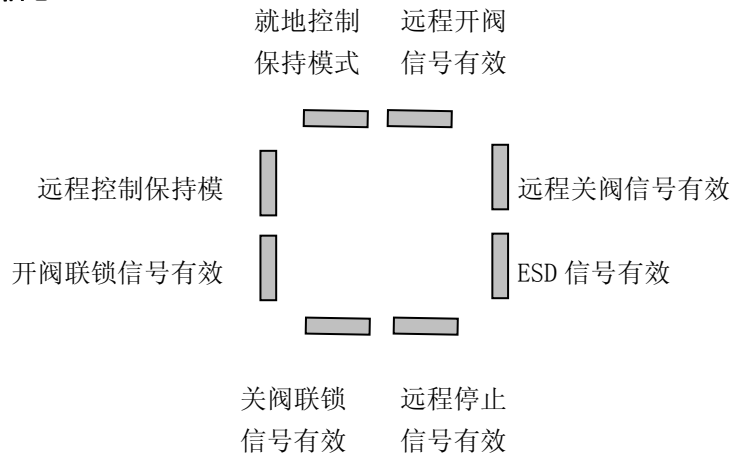 就地控制
保持模式
远程开阀
信号有效
远程控制保持模
远程关阀信号有效
开阀联锁信号有效
ESD 信号有效
关阀联锁
信号有效
远程停止
信号有效